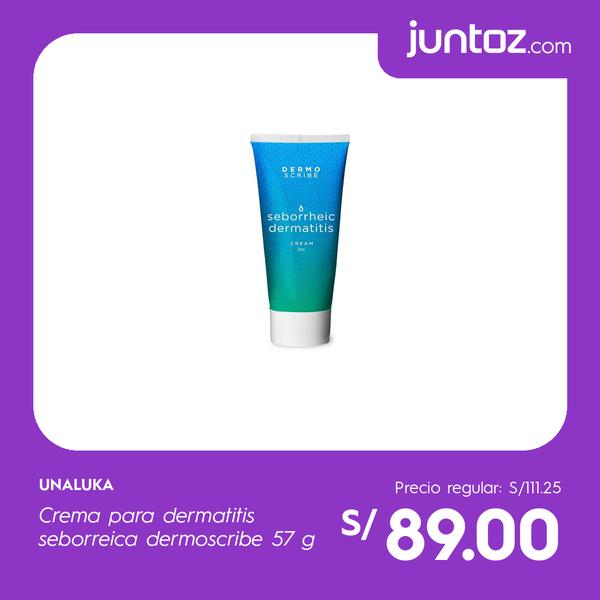 juntoz.com
DERMO
SCRIBE
seborrheic
dermatitis
CREAM
2oz
UNALUKA
Crema para dermatitis
seborreica dermoscribe 57 g
Precio regular: S/111.25
S/89.00